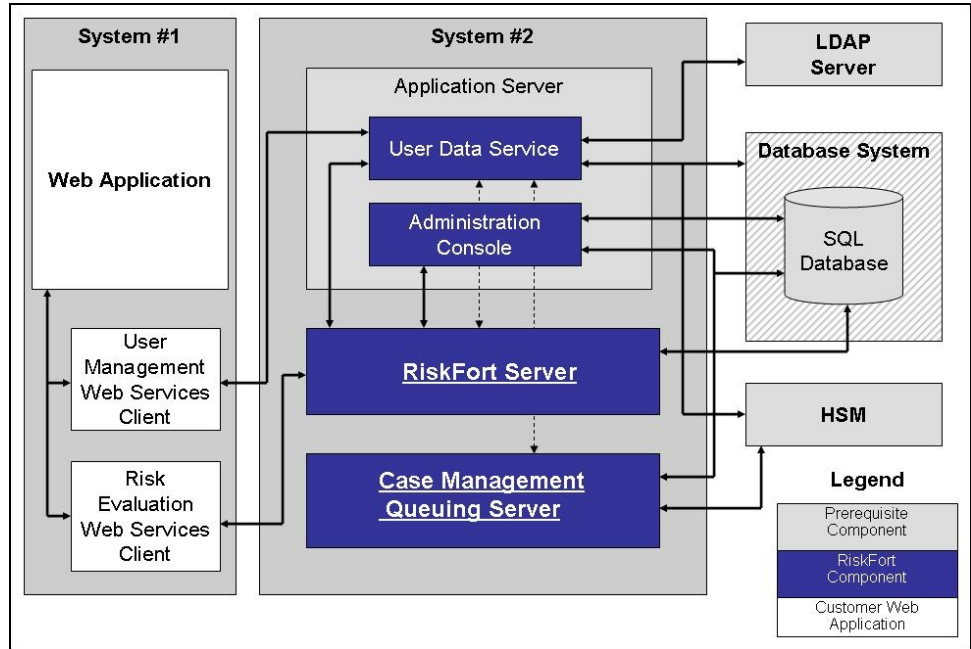 System #1
Web Application
User
Management
Web Services
Client
Risk
Evaluation
Web Services
Client
System #2
Application Server
User Data Service
Administration
Console
RiskFort Server
Case Management
Queuing Server
LDAP
Server
Database System
SQL
Database
HSM
Legend
Prerequisite
Component
RiskFort
Component
Customer Web
Application